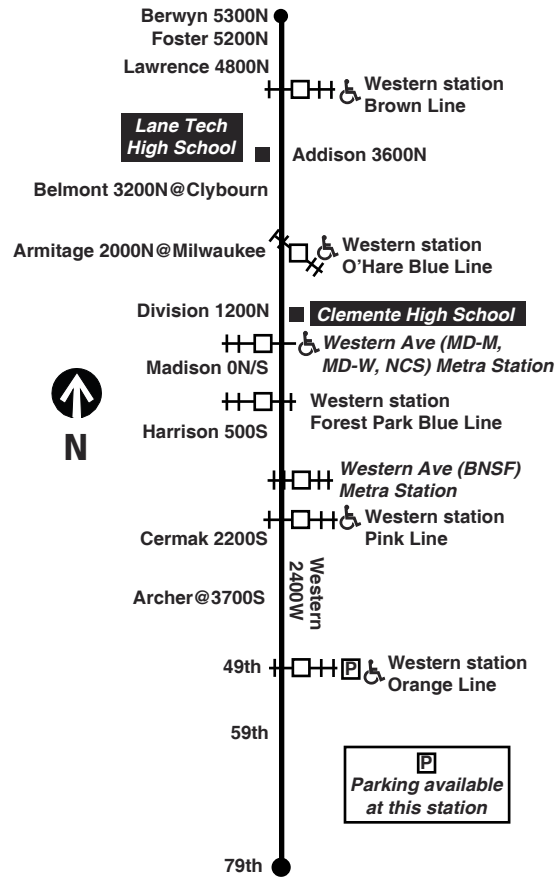 Berwyn 5300N
Foster 5200N
Lawrence 4800N
Western station
Brown Line
Lane Tech
High School
Addison 3600N
Belmont 3200N@Clybourn
Armitage 2000N@Milwaukee
Western station
O'Hare Blue Line
Division 1200N
Clemente High School
Western Ave (MD-M,
MD-W, NCS) Metra Station
Madison 0N/S
Western station
Forest Park Blue Line
N
Harrison 500S
Western Ave (BNSF)
Metra Station
Western station
Pink Line
Cermak 2200S
Western
2400W
Archer@3700S
49th
P
Western station
Orange Line
59th
P
Parking available
at this station
79th